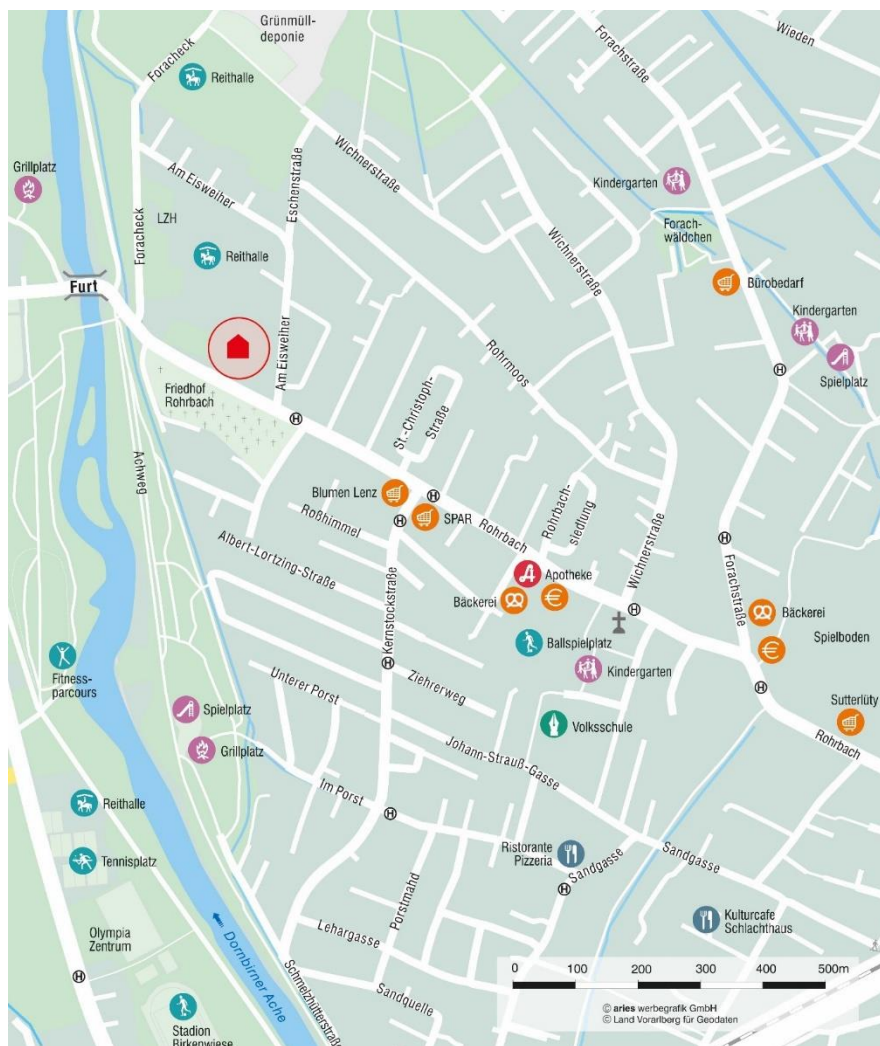 Grünmüll-
deponie
Foracheck
Reithalle
Wieden
Forachstraße
Grillplatz
Am Eisweiher
Eschenstraße
Wichnerstraße
Kindergarten
LZH
Foracheck
Reithalle
Forach-
wäldchen
Wichnerstraße
Furt
Bürobedarf
Kindergarten
Am Eisweiher
Rohrmoos
Spielplatz
Friedhof
Rohrbach
H
St.-Christoph-
Straße
Achweg
Blumen Lenz
H
H
SPAR
Roßhimmel
Rohrbach
Rohrbach-
siedlung
H
H
Albert-Lortzing-Straße
Apotheke
Wichnerstraße
Forachstraße
Bäckerei
€
H
Bäckerei
Kernstockstraße
Ballspielplatz
Spielboden
€
Fitness-
parcours
H
Kindergarten
Unterer Porst
Ziehrerweg
H
Spielplatz
Sutterlüty
Volksschule
Rohrbach
Grillplatz
Johann-Strauß-Gasse
Im Porst
Reithalle
H
Ristorante
Pizzeria
Sandgasse
Sandgasse
Tennisplatz
H
Porstmahd
Kulturcafe
Schlachthaus
Lehargasse
Olympia
Zentrum
H
Dornbirner Ache
Schmelzhütterstraße
Sandquelle
0 100 200 300 400 500m
© aries werbegrafik GmbH
© Land Vorarlberg für Geodaten
Stadion
Birkenwiese